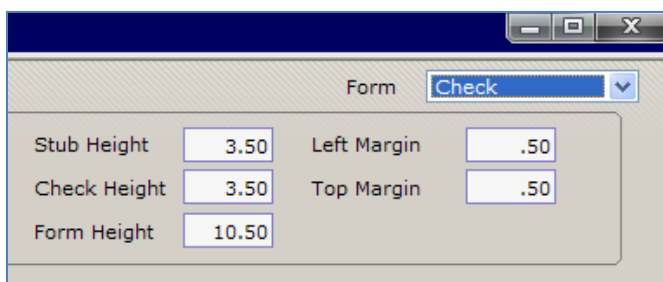 Form Check
Stub Height 3.50 Left Margin .50
Check Height 3.50 Top Margin .50
Form Height 10.50